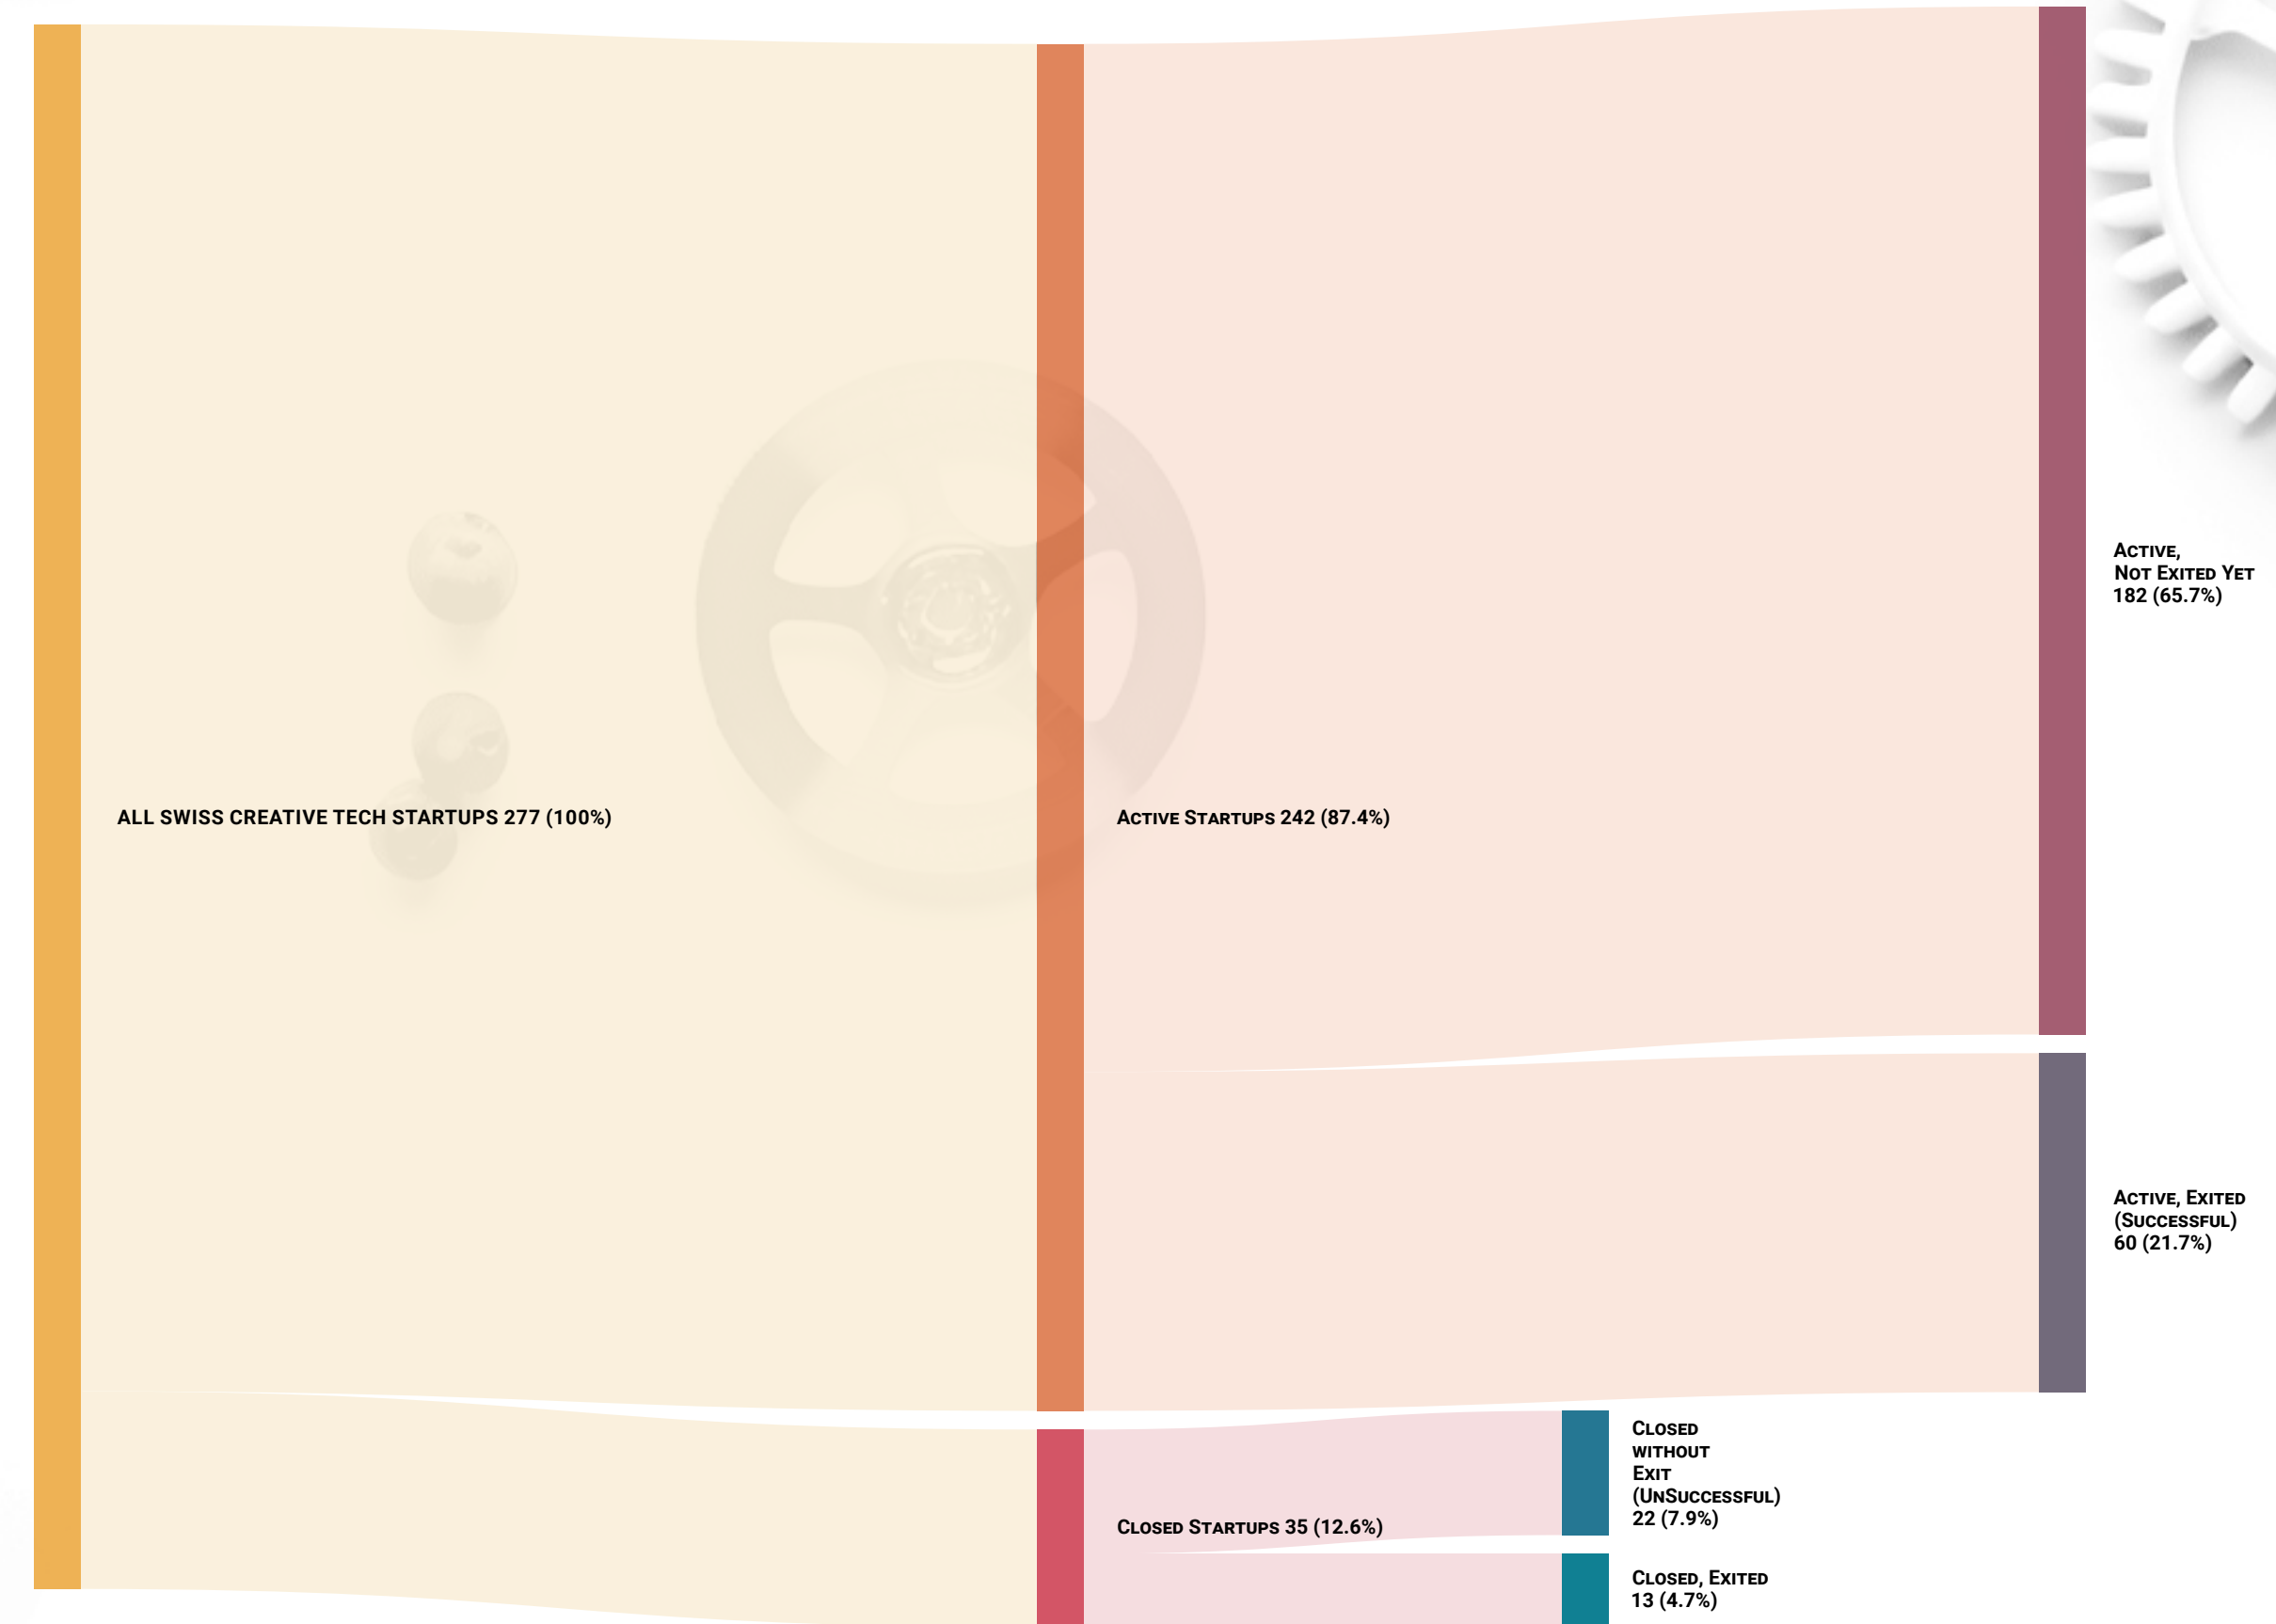 ALL SWISS CREATIVE TECH STARTUPS 277 (100%)
Active Startups 242 (87.4%)
Active,
Not Exited Yet
182 (65.7%)
Active, Exited
(Successful)
60 (21.7%)
Closed Startups 35 (12.6%)
Closed
without
Exit
(UnSuccessful)
22 (7.9%)
Closed, Exited
13 (4.7%)